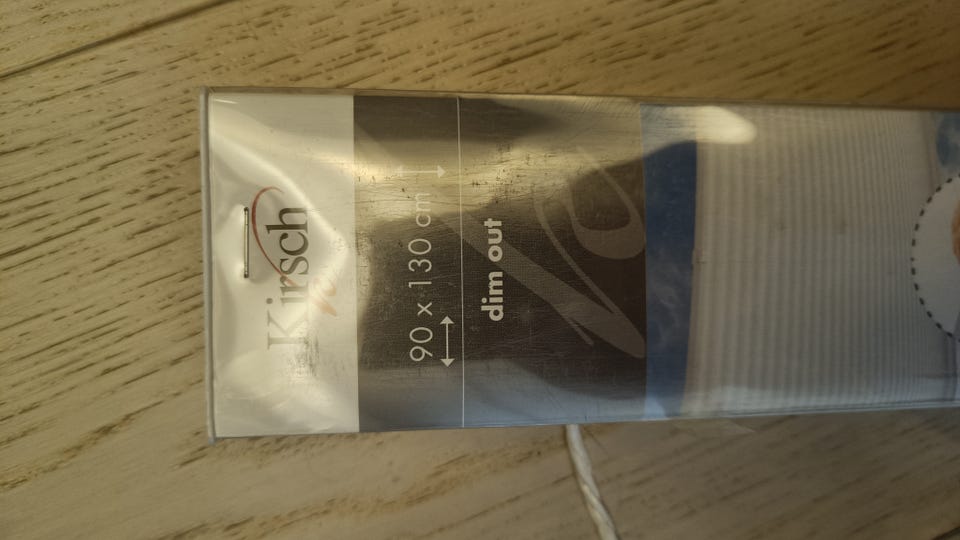 Kirsch
90 x 130 cm
dim out